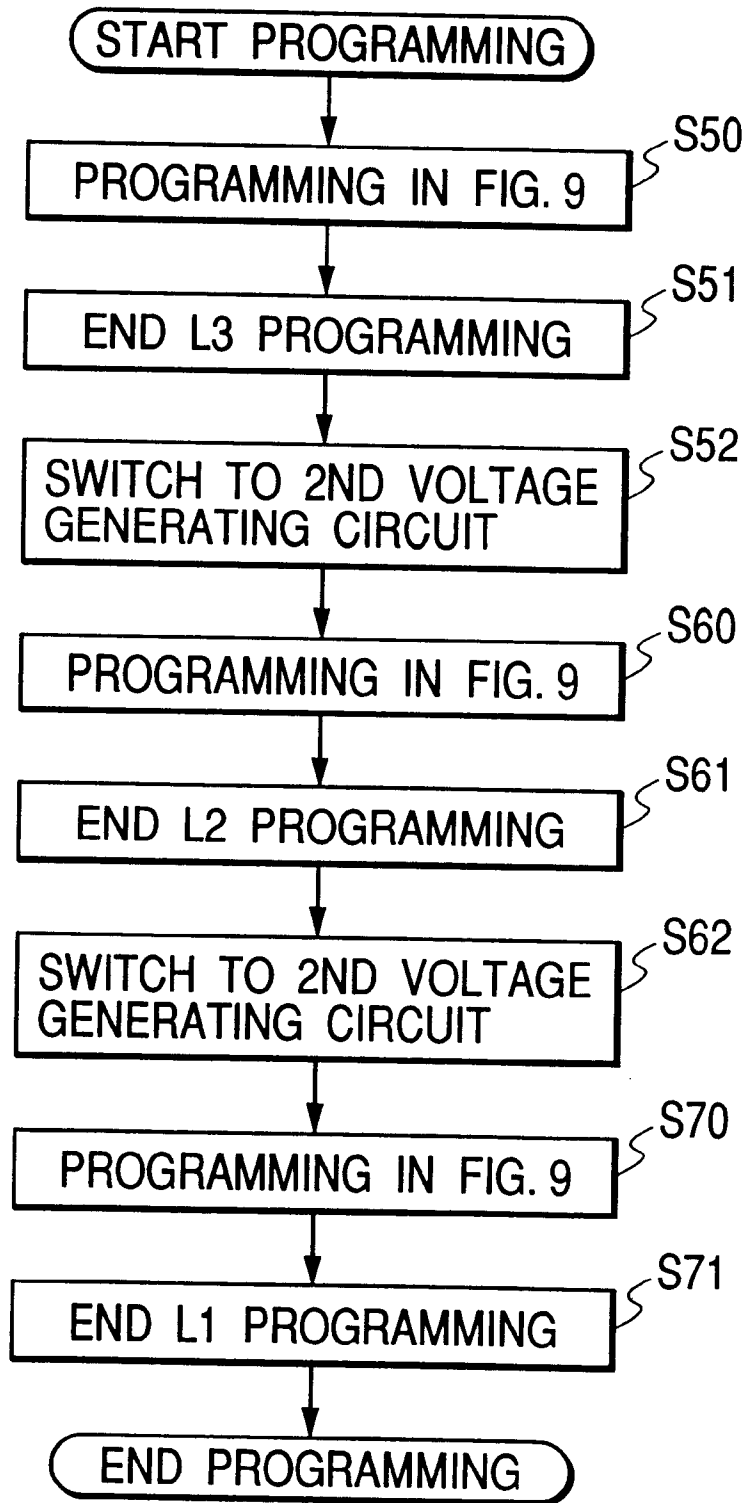 START PROGRAMMING
S50
PROGRAMMING IN FIG. 9
S51
END L3 PROGRAMMING
S52
SWITCH TO 2ND VOLTAGE
GENERATING CIRCUIT
S60
PROGRAMMING IN FIG. 9
S61
END L2 PROGRAMMING
S62
SWITCH TO 2ND VOLTAGE
GENERATING CIRCUIT
S70
PROGRAMMING IN FIG. 9
S71
END L1 PROGRAMMING
END PROGRAMMING